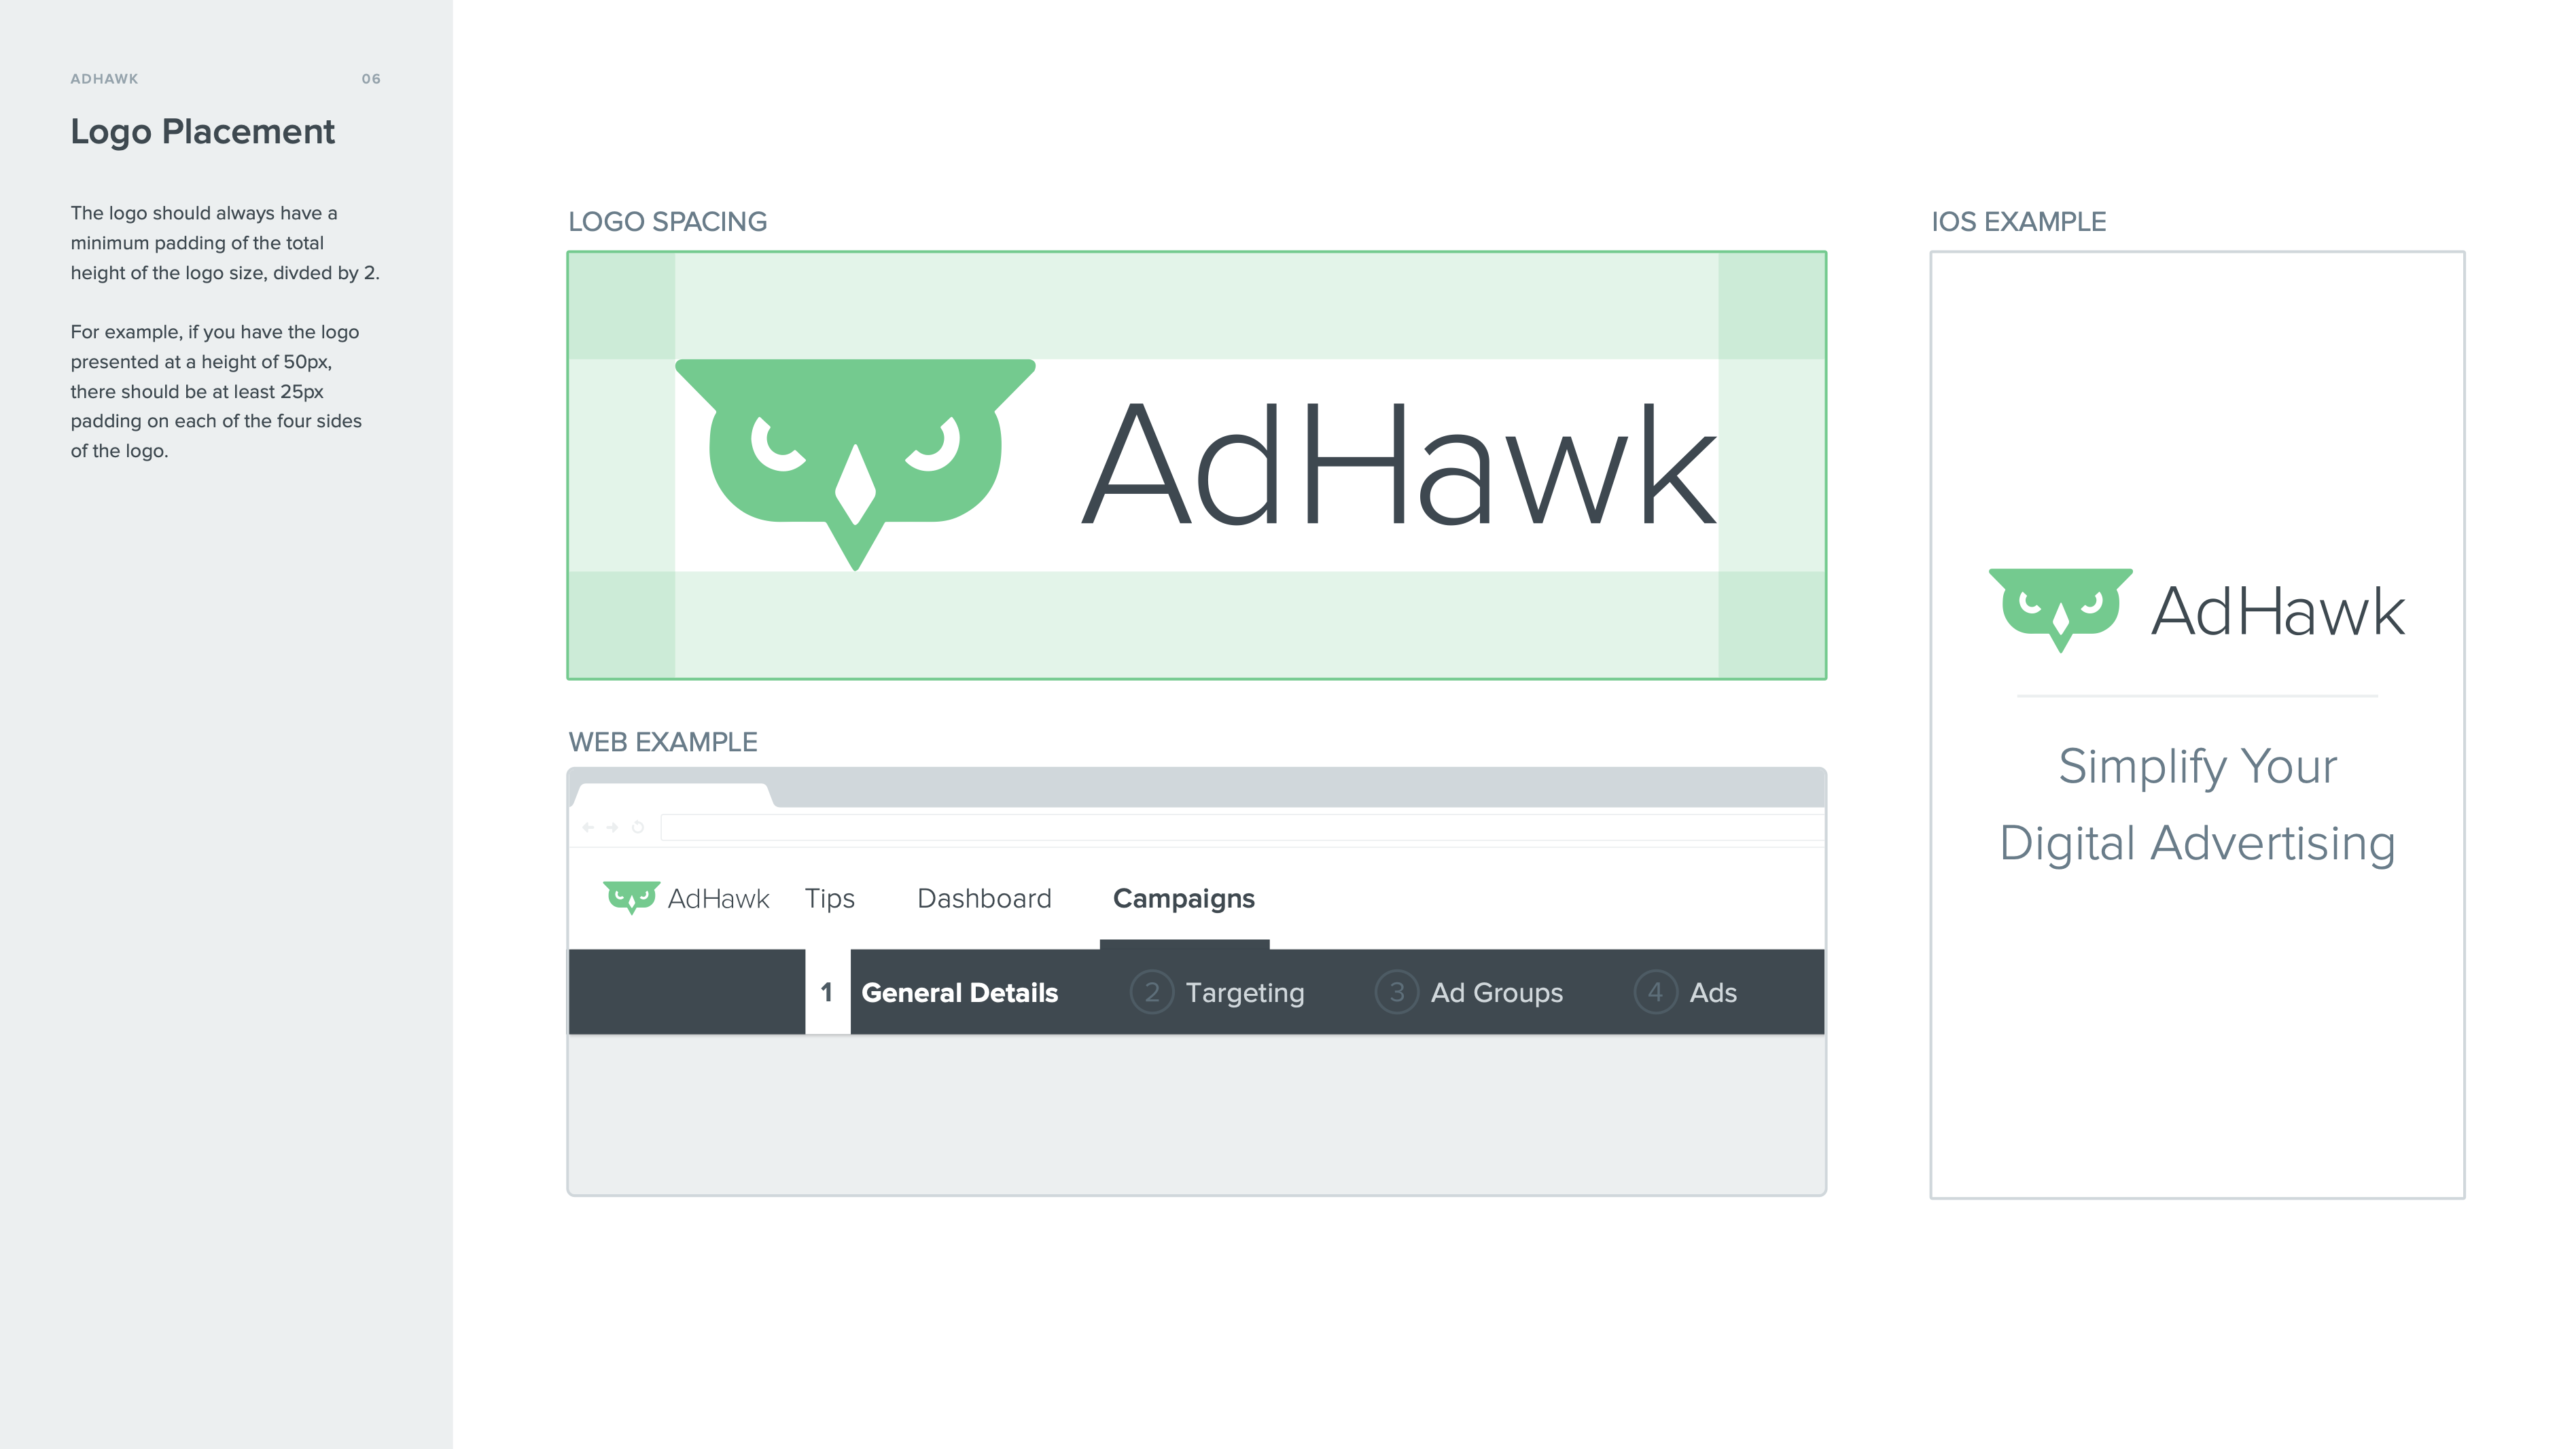 ADHAWK 06
Logo Placement
The logo should always have a
minimum padding of the total
height of the logo size, divded by 2.
For example, if you have the logo
presented at a height of 50px,
there should be at least 25px
padding on each of the four sides
of the logo.
LOGO SPACING
AdHawk
WEB EXAMPLE
AdHawk Tips Dashboard Campaigns
1 General Details 2 Targeting 3 Ad Groups 4 Ads
IOS EXAMPLE
AdHawk
Simplify Your
Digital Advertising